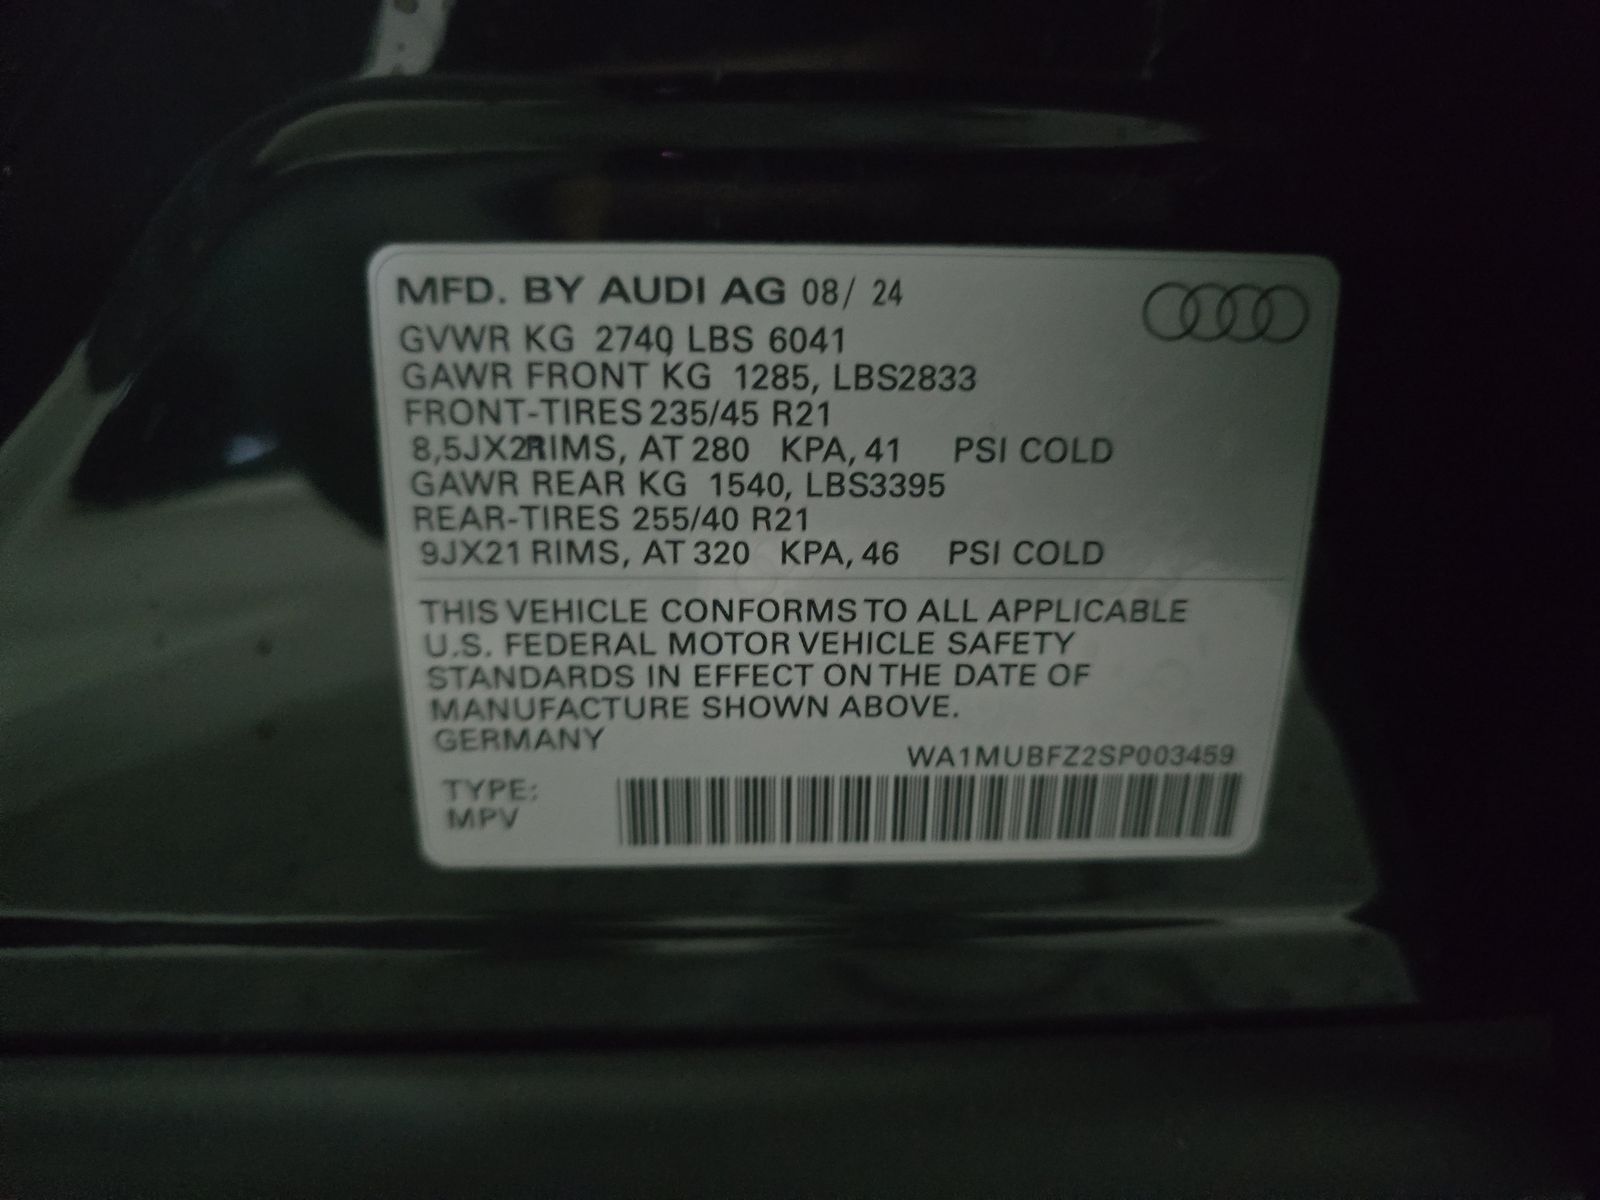 MFD. BY AUDI AG 08/ 24
GVWR KG 2740 LBS 6041
GAWR FRONT KG 1285, LBS2833
FRONT-TIRES 235/45 R21
8,5JX2RIMS, AT 280 KPA, 41 PSI COLD
GAWR REAR KG 1540, LBS3395
REAR-TIRES 255/40 R21
9JX21 RIMS, AT 320 KPA, 46 PSI COLD
THIS VEHICLE CONFORMS TO ALL APPLICABLE
U.S. FEDERAL MOTOR VEHICLE SAFETY
STANDARDS IN EFFECT ON THE DATE OF
MANUFACTURE SHOWN ABOVE.
GERMANY
WA1MUBFZ2SP003459
TYPE:
MPV